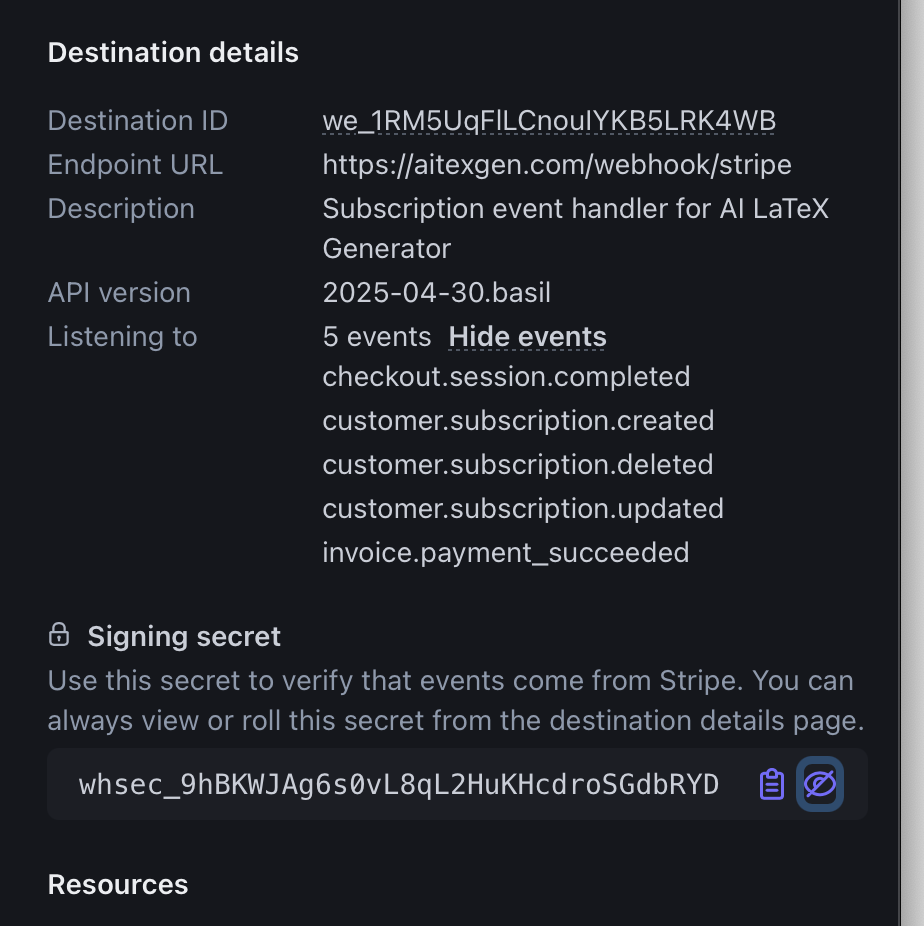 Destination details
Destination ID we_1RM5UqFlLCnouIYKB5LRK4WB
Endpoint URL https://aitexgen.com/webhook/stripe
Description Subscription event handler for AI LaTeX
Generator
API version 2025-04-30.basil
Listening to 5 events Hide events
checkout.session.completed
customer.subscription.created
customer.subscription.deleted
customer.subscription.updated
invoice.payment_succeeded
Signing secret
Use this secret to verify that events come from Stripe. You can
always view or roll this secret from the destination details page.
whsec_9hBKWJAg6s0vL8qL2HuKHcdroSGdbRYD
Resources